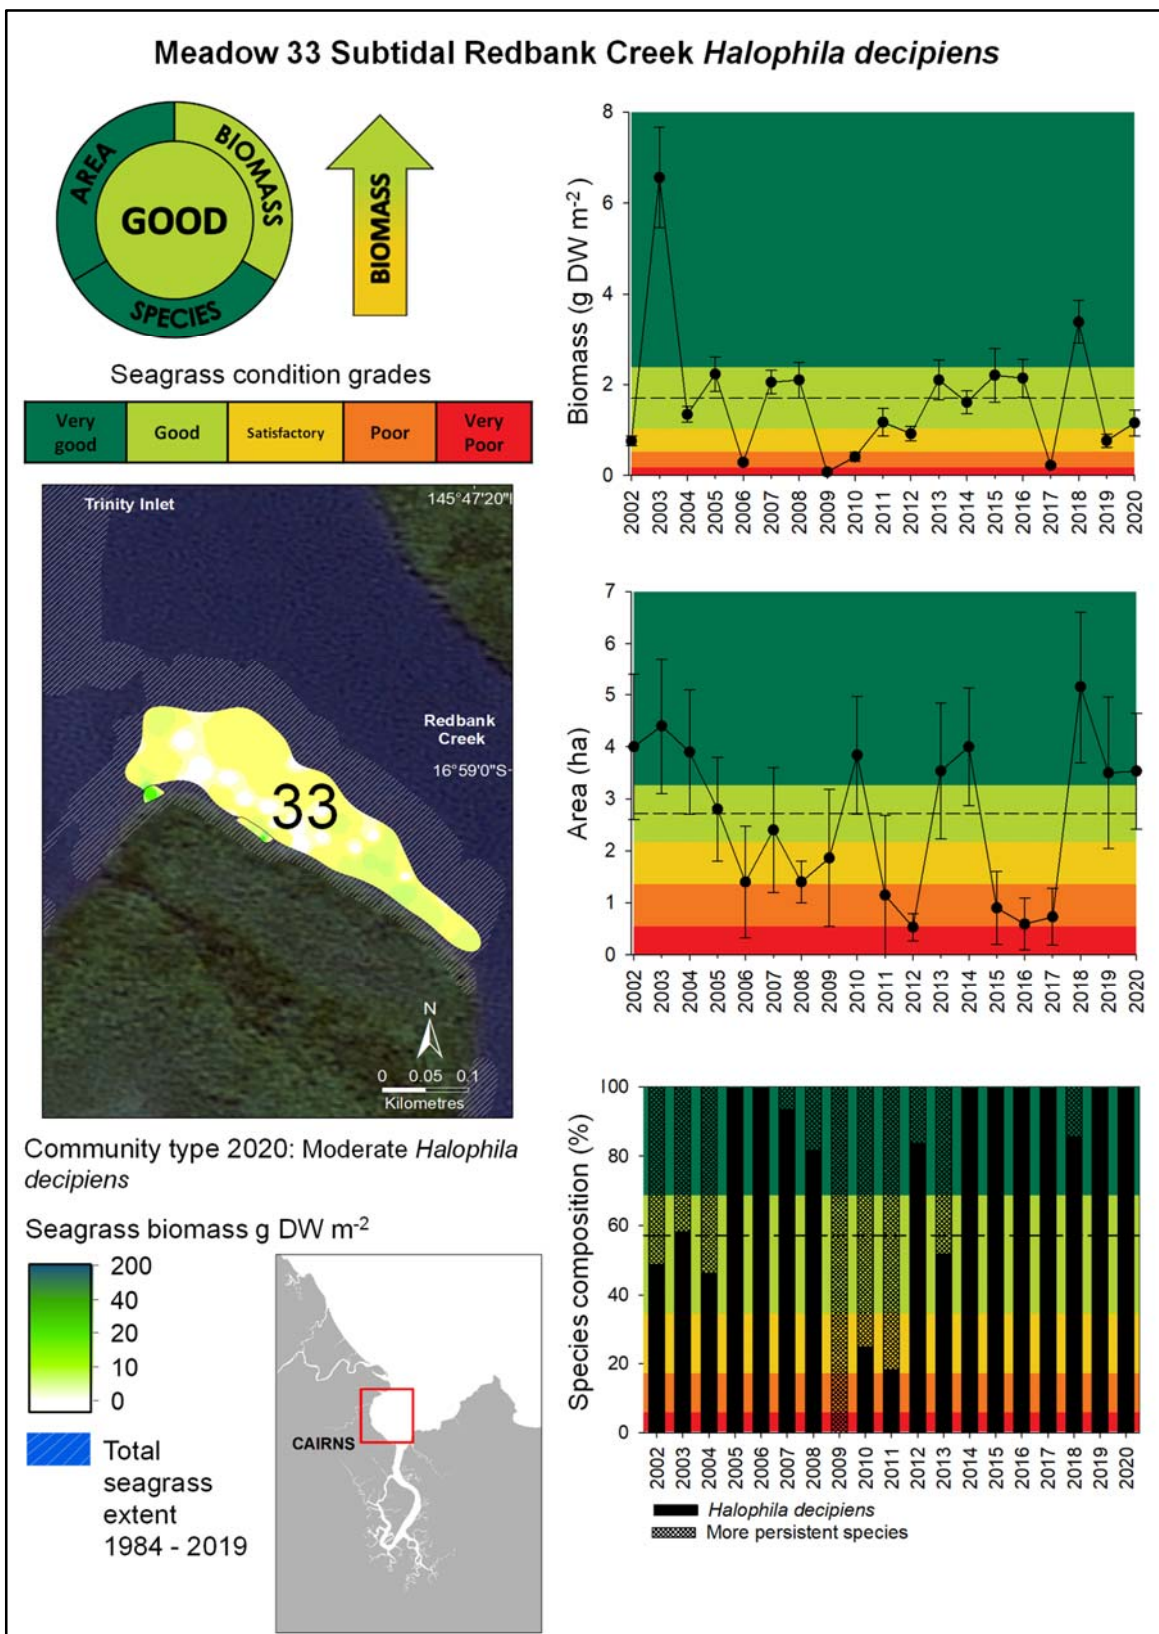 Meadow 33 Subtidal Redbank Creek Halophila decipiens
AREA
BIOMASS
GOOD
SPECIES
BIOMASS
Seagrass condition grades
Very good
Good
Satisfactory
Poor
Very Poor
Trinity Inlet
145°47'20"
Redbank
Creek
16°59'0"S
33
N
0 0.05 0.1
Kilometres
Community type 2020: Moderate Halophila
decipiens
Seagrass biomass g DW m-2
200
40
20
10
0
Total
seagrass
extent
1984 - 2019
CAIRNS
Biomass (g DW m-2)
8
6
4
2
0
2002 2003 2004 2005 2006 2007 2008 2009 2010 2011 2012 2013 2014 2015 2016 2017 2018 2019 2020
Area (ha)
7
6
5
4
3
2
1
0
2002 2003 2004 2005 2006 2007 2008 2009 2010 2011 2012 2013 2014 2015 2016 2017 2018 2019 2020
Species composition (%)
100
80
60
40
20
0
2002 2003 2004 2005 2006 2007 2008 2009 2010 2011 2012 2013 2014 2015 2016 2017 2018 2019 2020
Halophila decipiens
More persistent species